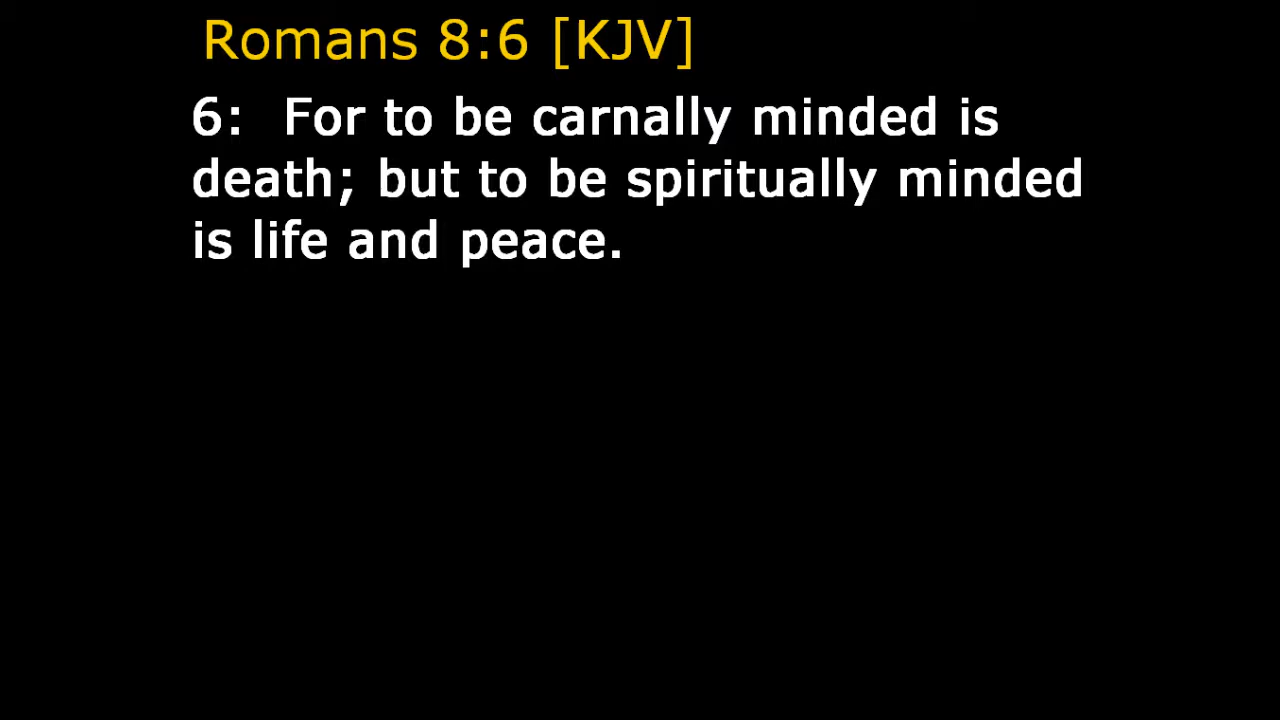 Romans 8:6 [KJV]
6:  For to be carnally minded is
death; but to be spiritually minded
is life and peace.